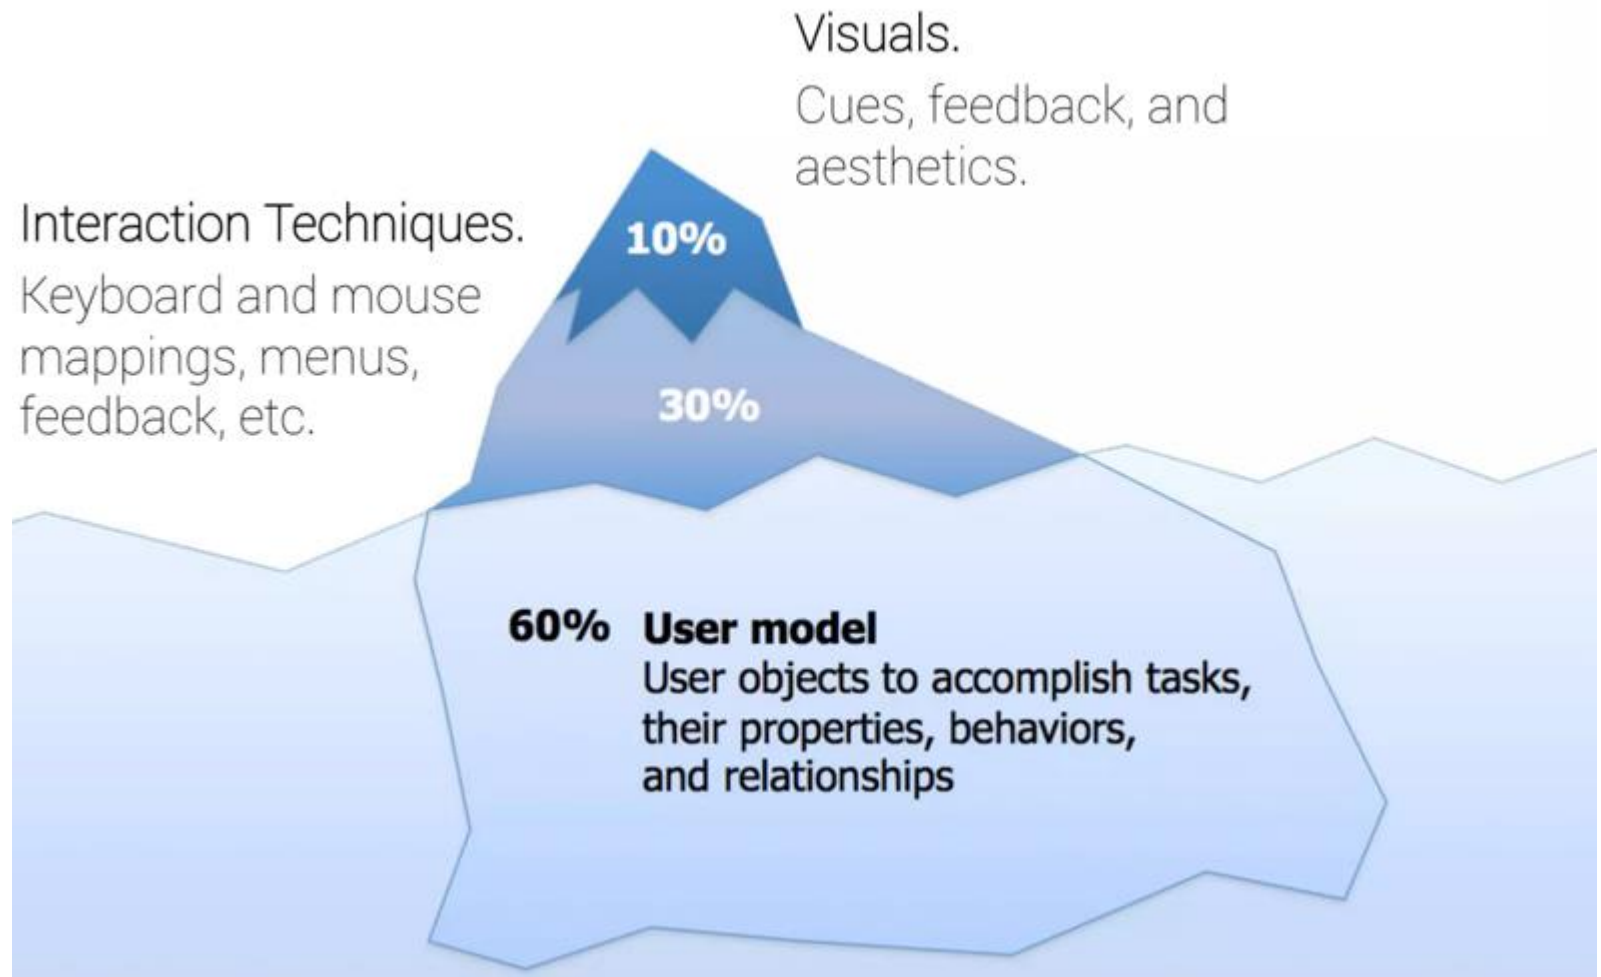 Visuals.
Cues, feedback, and
aesthetics.
Interaction Techniques.
Keyboard and mouse
mappings, menus,
feedback, etc.
10%
30%
60% User model
User objects to accomplish tasks,
their properties, behaviors,
and relationships